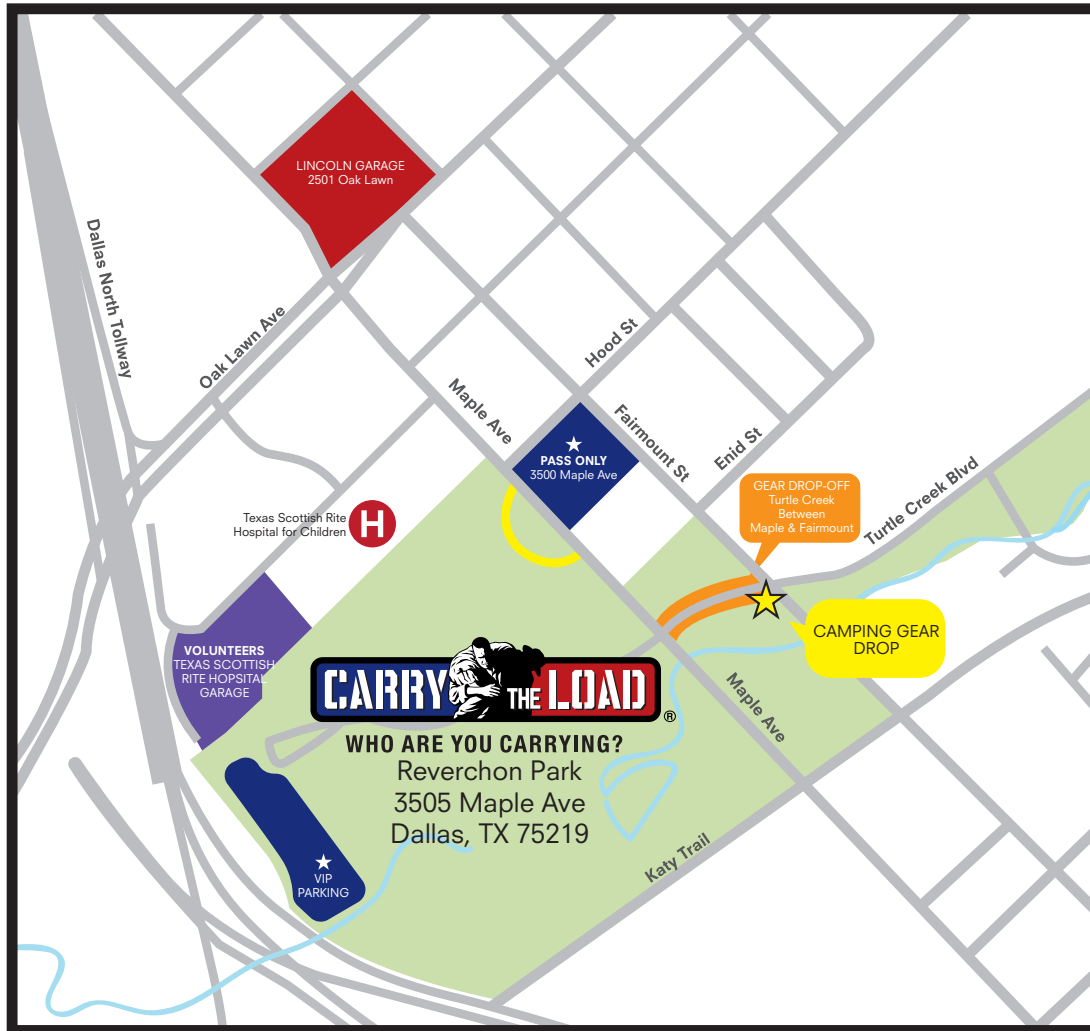 LINCOLN GARAGE
2501 Oak Lawn
Dallas North Tollway
Oak Lawn Ave
Hood St
Maple Ave
Fairmount St
Enid St
PASS ONLY
3500 Maple Ave
GEAR DROP-OFF
Turtle Creek
Between
Maple & Fairmount
Turtle Creek Blvd
Texas Scottish Rite
Hospital for Children
H
CAMPING GEAR
DROP
VOLUNTEERS
TEXAS SCOTTISH
RITE HOPSITAL
GARAGE
CARRY THE LOAD ®
Maple Ave
WHO ARE YOU CARRYING?
Reverchon Park
3505 Maple Ave
Dallas, TX 75219
Katy Trail
VIP
PARKING